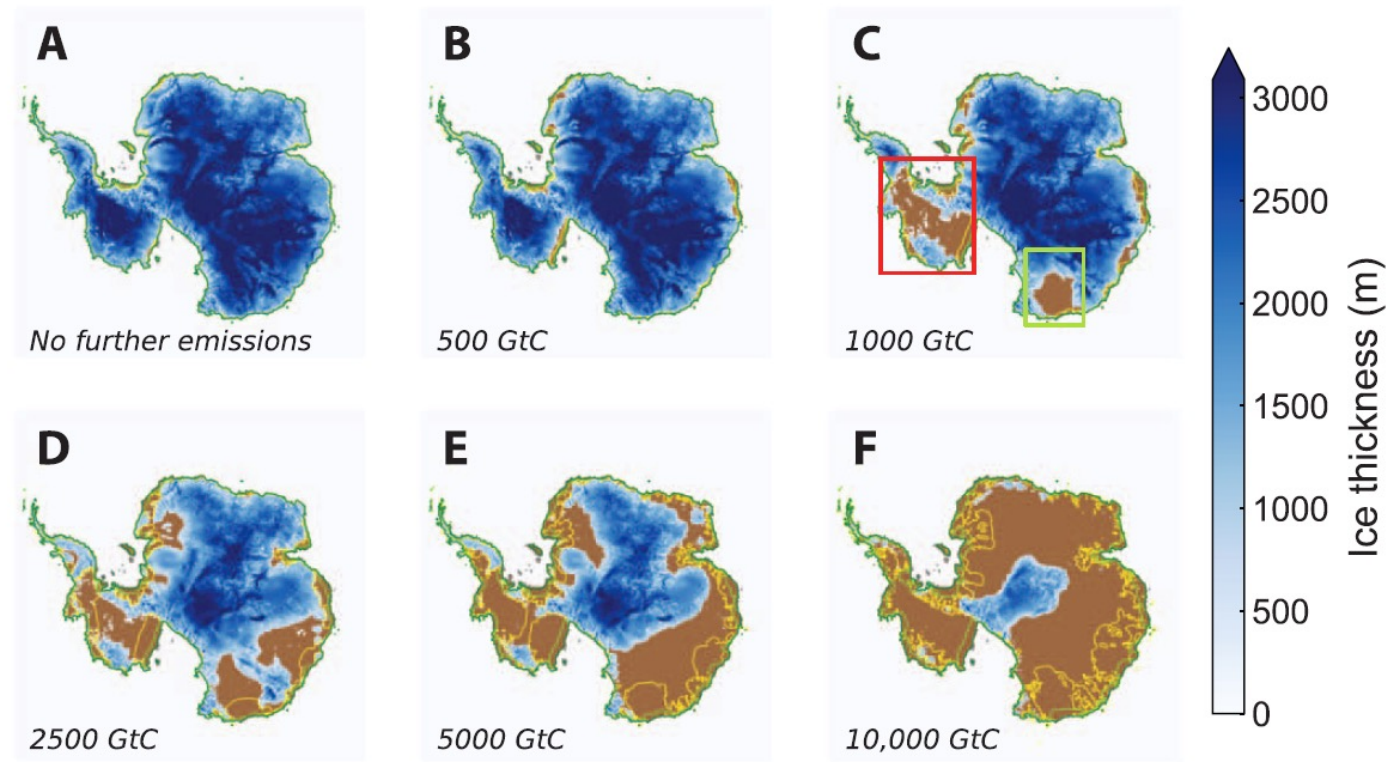 A
B
C
No further emissions
500 GtC
1000 GtC
D
E
F
2500 GtC
5000 GtC
10,000 GtC
3000
2500
2000
1500
1000
500
0
Ice thickness (m)